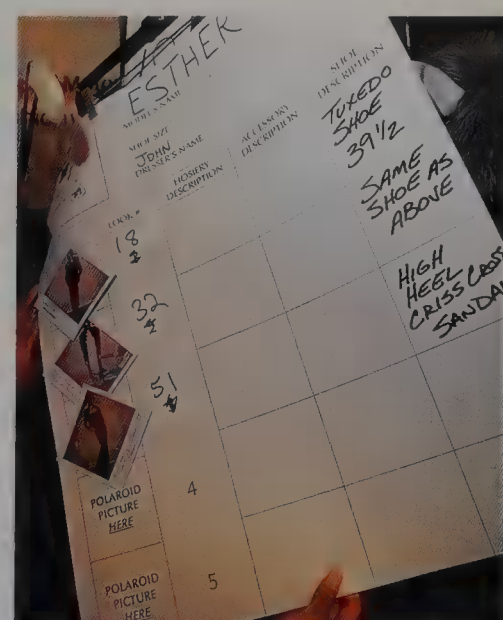 ESTHER
MODEL'S NAME
SHOE SIZE
JOHN
DRESSER'S NAME
LOOK #
HOSIERY
DESCRIPTION
ACCESSORY
DESCRIPTION
SHOE
DESCRIPTION
18
TUXEDO
SHOE
39 1/2
32
SAME
SHOE AS
ABOVE
51
HIGH
HEEL
CRISS CROSS
SANDAL
POLAROID
PICTURE
HERE
4
POLAROID
PICTURE
HERE
5